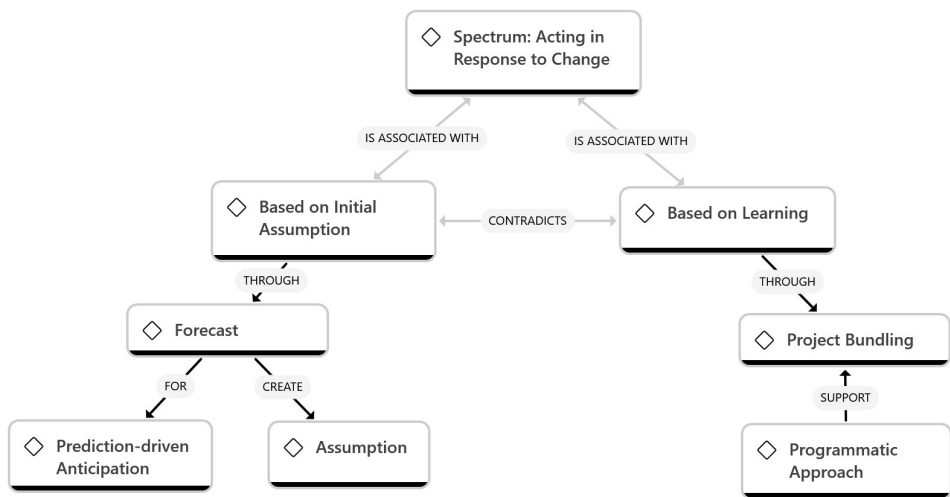 Spectrum: Acting in
Response to Change
IS ASSOCIATED WITH
IS ASSOCIATED WITH
Based on Initial
Assumption
CONTRADICTS
Based on Learning
THROUGH
THROUGH
Forecast
Project Bundling
FOR
CREATE
SUPPORT
Prediction-driven
Anticipation
Assumption
Programmatic
Approach